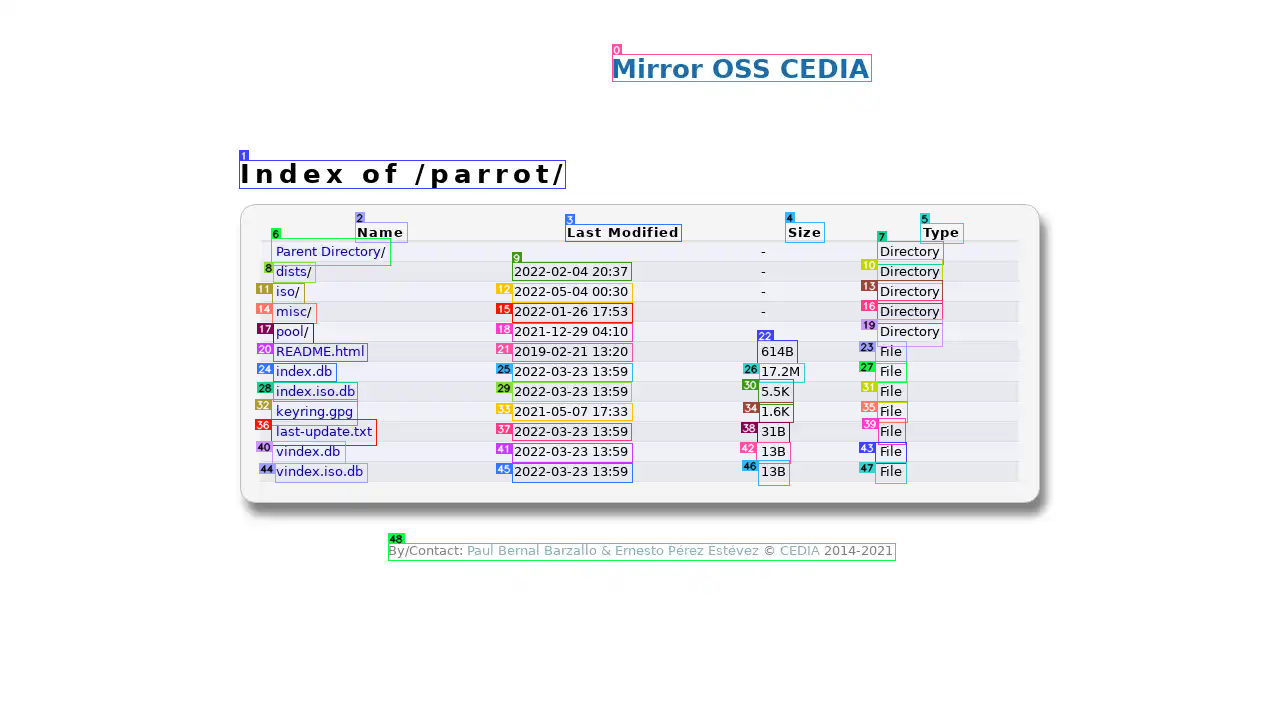 Mirror OSS CEDIA
Index of /parrot/
Name Last Modified Size Type
Parent Directory/ - Directory
dists/ 2022-02-04 20:37 - Directory
iso/ 2022-05-04 00:30 - Directory
misc/ 2022-01-26 17:53 - Directory
pool/ 2021-12-29 04:10 Directory
README.html 2019-02-21 13:20 614B File
index.db 2022-03-23 13:59 17.2M File
index.iso.db 2022-03-23 13:59 5.5K File
keyring.gpg 2021-05-07 17:33 1.6K File
last-update.txt 2022-03-23 13:59 31B File
vindex.db 2022-03-23 13:59 13B File
vindex.iso.db 2022-03-23 13:59 13B File
By/Contact: Paul Bernal Barzallo & Ernesto Pérez Estévez © CEDIA 2014-2021